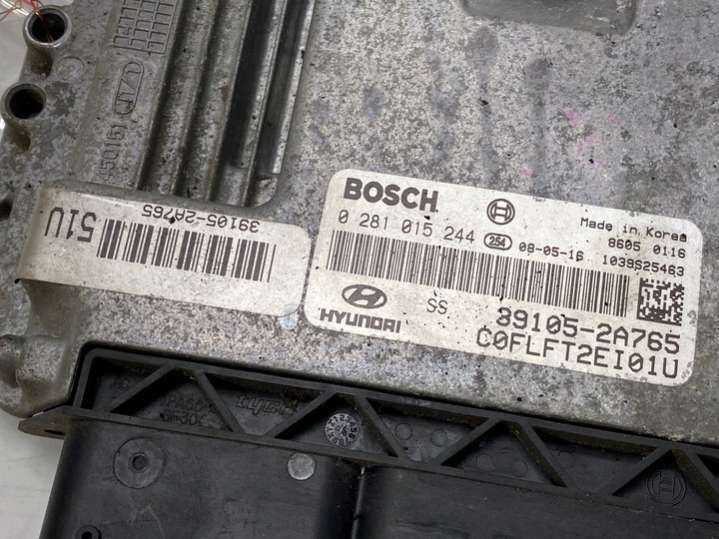 BOSCH
Made in Korea
0 281 015 244 254 08-05-16
8605 0116
1039S25463
HYUNDAI
SS
39105-2A765
C0FLFT2EI01U
39105-2A765
51U